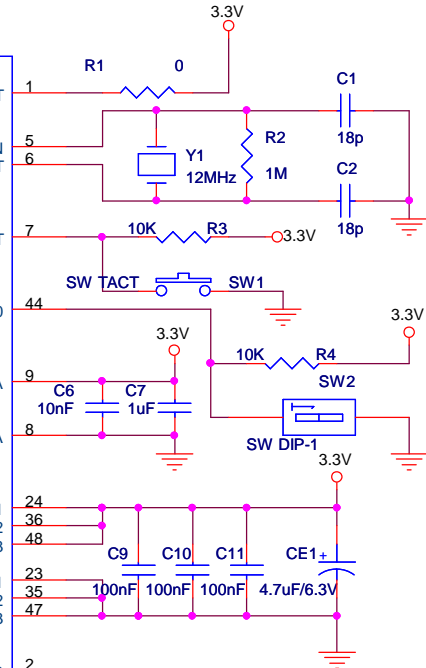 3.3V
R1 0
1
C1
5
R2
18p
6
Y1
12MHz
1M
C2
18p
7
10K R3
3.3V
SW TACT
SW1
44
3.3V
3.3V
10K R4
9
SW2
C6 C7
10nF 1uF
8
SW DIP-1
3.3V
24
36
48
C9 C10 C11 CE1
+
23
35
100nF 100nF 100nF 4.7uF/6.3V
47
2